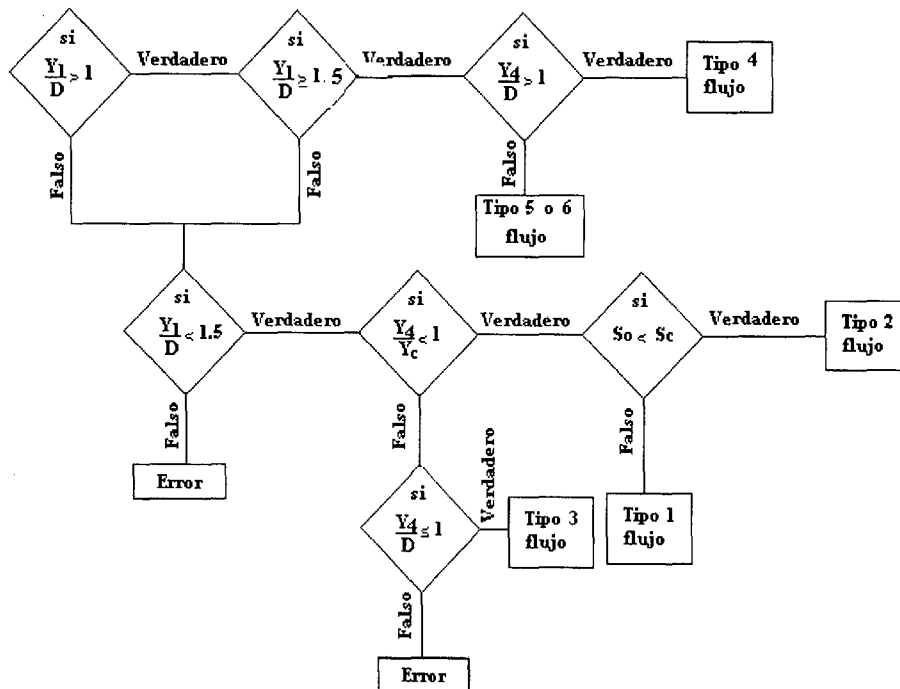 si
Y1/D > 1
Verdadero
si
Y1/D ≥ 1.5
Verdadero
si
Y4/D > 1
Verdadero
Tipo 4
flujo
Falso
Falso
Falso
Tipo 5 o 6
flujo
si
Y1/D < 1.5
Verdadero
si
Y4/Yc < 1
Verdadero
si
So < Sc
Verdadero
Tipo 2
flujo
Falso
Falso
Falso
Error
si
Y4/D ≤ 1
Verdadero
Tipo 3
flujo
Tipo 1
flujo
Falso
Error